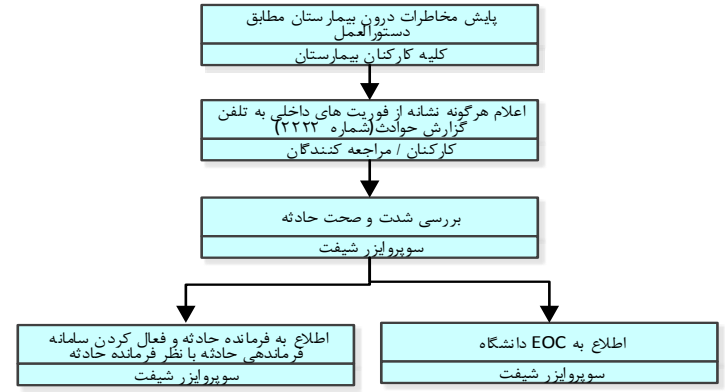 پایش مخاطرات درون بیمارستان مطابق
دستورالعمل
کلیه کارکنان بیمارستان
اعلام هرگونه نشانه از فوریت های داخلی به تلفن
گزارش حوادث(شماره ۲۲۲۲)
کارکنان / مراجعه کنندگان
بررسی شدت و صحت حادثه
سوپروایزر شیفت
اطلاع به EOC دانشگاه
سوپروایزر شیفت
اطلاع به فرمانده حادثه و فعال کردن سامانه
فرماندهی حادثه با نظر فرمانده حادثه
سوپروایزر شیفت